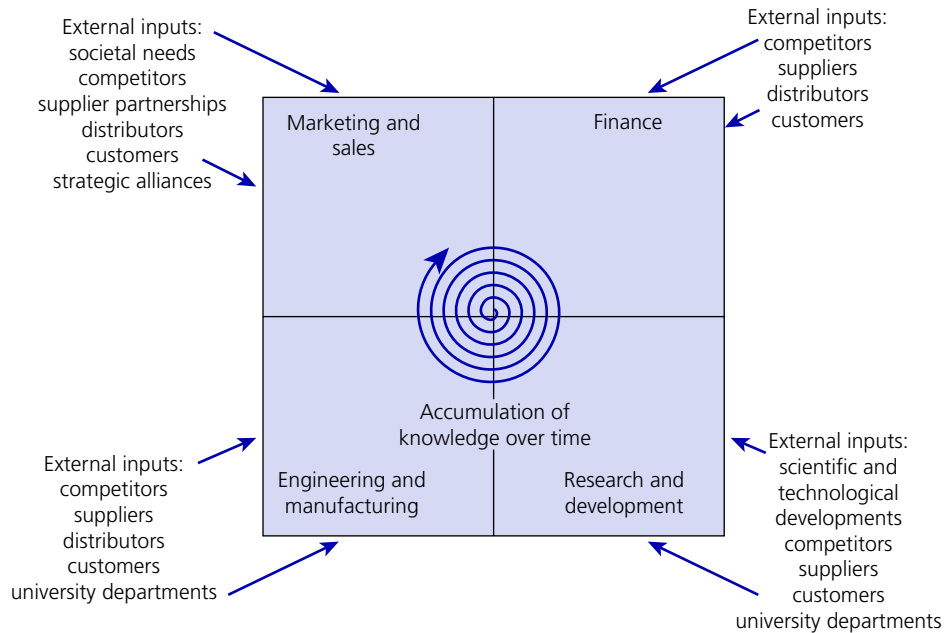 External inputs:
societal needs
competitors
supplier partnerships
distributors
customers
strategic alliances
External inputs:
competitors
suppliers
distributors
customers
Marketing and
sales
Finance
Accumulation of
knowledge over time
Engineering and
manufacturing
Research and
development
External inputs:
competitors
suppliers
distributors
customers
university departments
External inputs:
scientific and
technological
developments
competitors
suppliers
customers
university departments